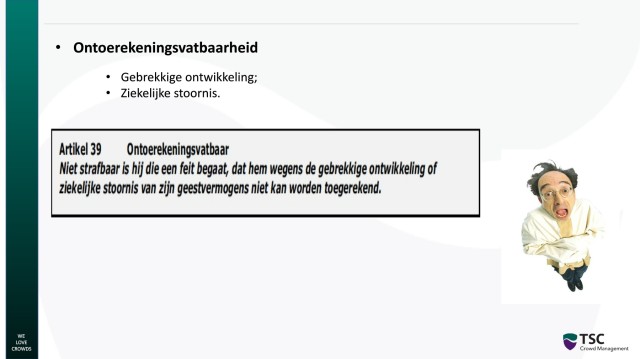 • Ontoerekeningsvatbaarheid
• Gebrekkige ontwikkeling;
• Ziekelijke stoornis.
Artikel 39 Ontoerekeningsvatbaar
Niet strafbaar is hij die een feit begaat, dat hem wegens de gebrekkige ontwikkeling of
ziekelijke stoornis van zijn geestvermogens niet kan worden toegerekend.
WE
LOVE
CROWDS
TSC
Crowd Management